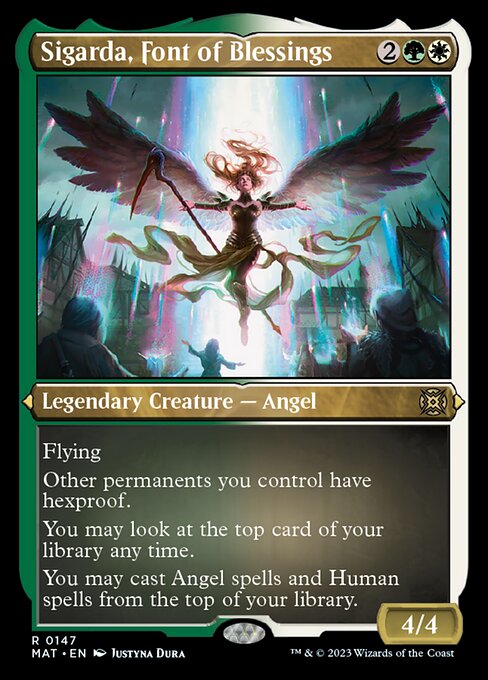 Sigarda, Font of Blessings 2
Legendary Creature — Angel
Flying
Other permanents you control have
hexproof.
You may look at the top card of your
library any time.
You may cast Angel spells and Human
spells from the top of your library.
4/4
R 0147
MAT • EN Justyna Dura
™ & © 2023 Wizards of the Coast